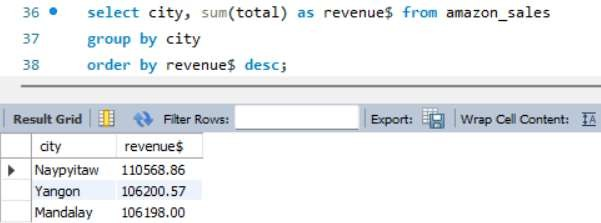 36 select city, sum(total) as revenue$ from amazon_sales
37 group by city
38 order by revenue$ desc;
Result Grid Filter Rows: Export: Wrap Cell Content: IA
city revenue$
Naypyitaw 110568.86
Yangon 106200.57
Mandalay 106198.00